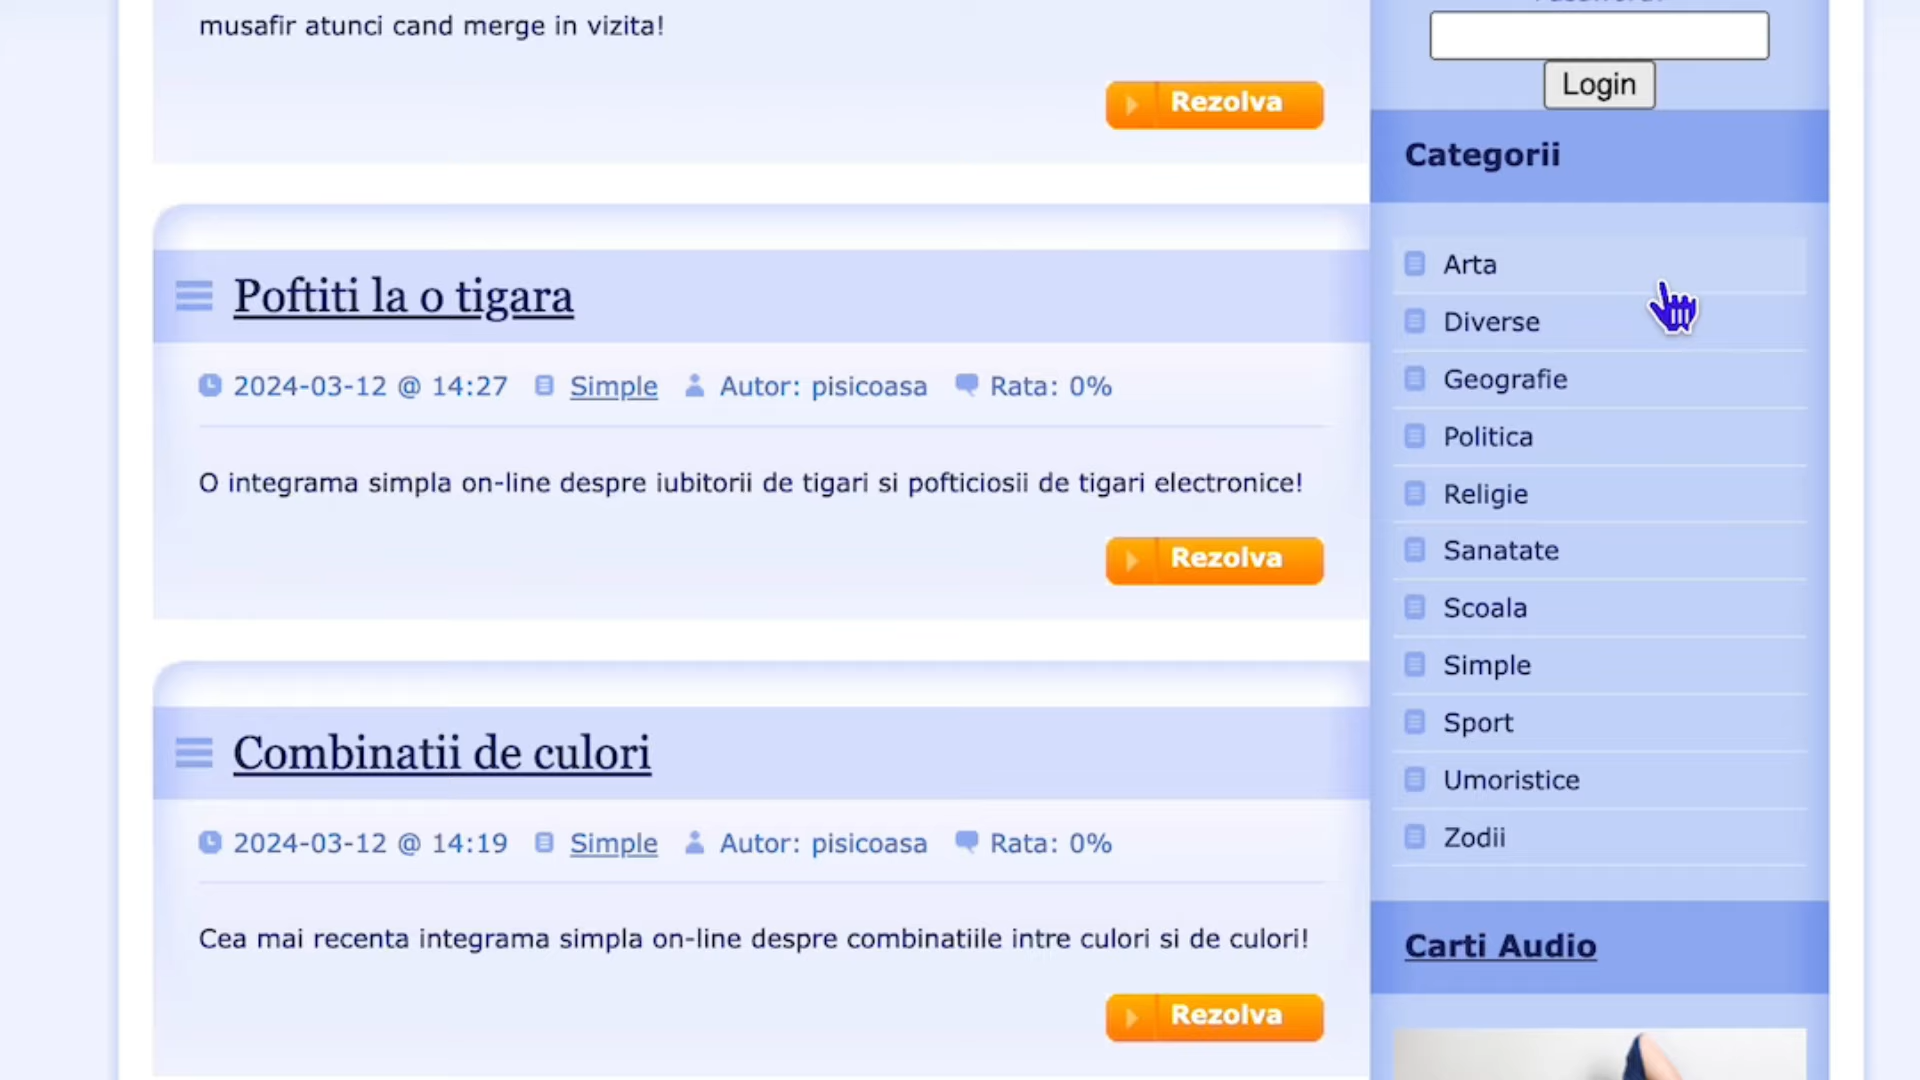 musafir atunci cand merge in vizita!
Rezolva
Poftiti la o tigara
2024-03-12 @ 14:27 Simple Autor: pisicoasa Rata: 0%
O integrama simpla on-line despre iubitorii de tigari si pofticiosii de tigari electronice!
Rezolva
Combinatii de culori
2024-03-12 @ 14:19 Simple Autor: pisicoasa Rata: 0%
Cea mai recenta integrama simpla on-line despre combinatiile intre culori si de culori!
Rezolva
Login
Categorii
Arta
Diverse
Geografie
Politica
Religie
Sanatate
Scoala
Simple
Sport
Umoristice
Zodii
Carti Audio